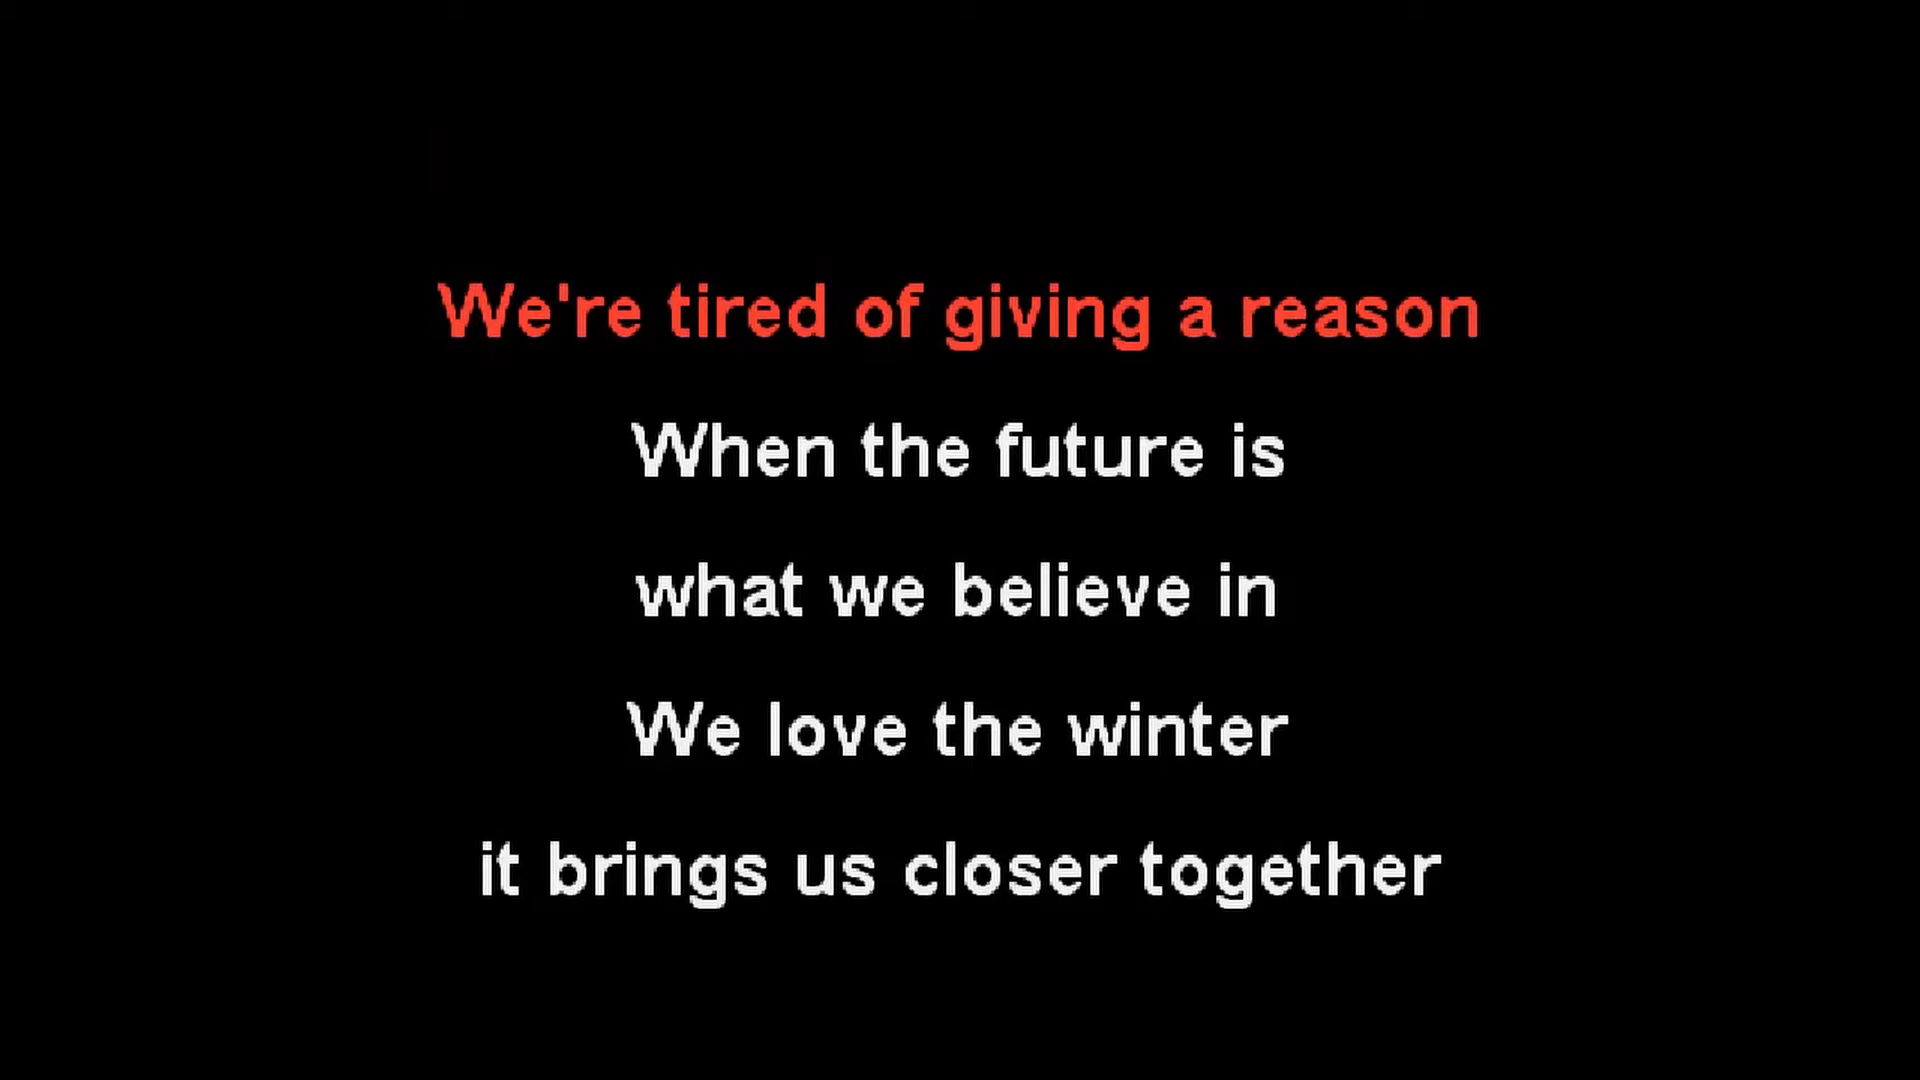 We're tired of giving a reason
When the future is
what we believe in
We love the winter
it brings us closer together